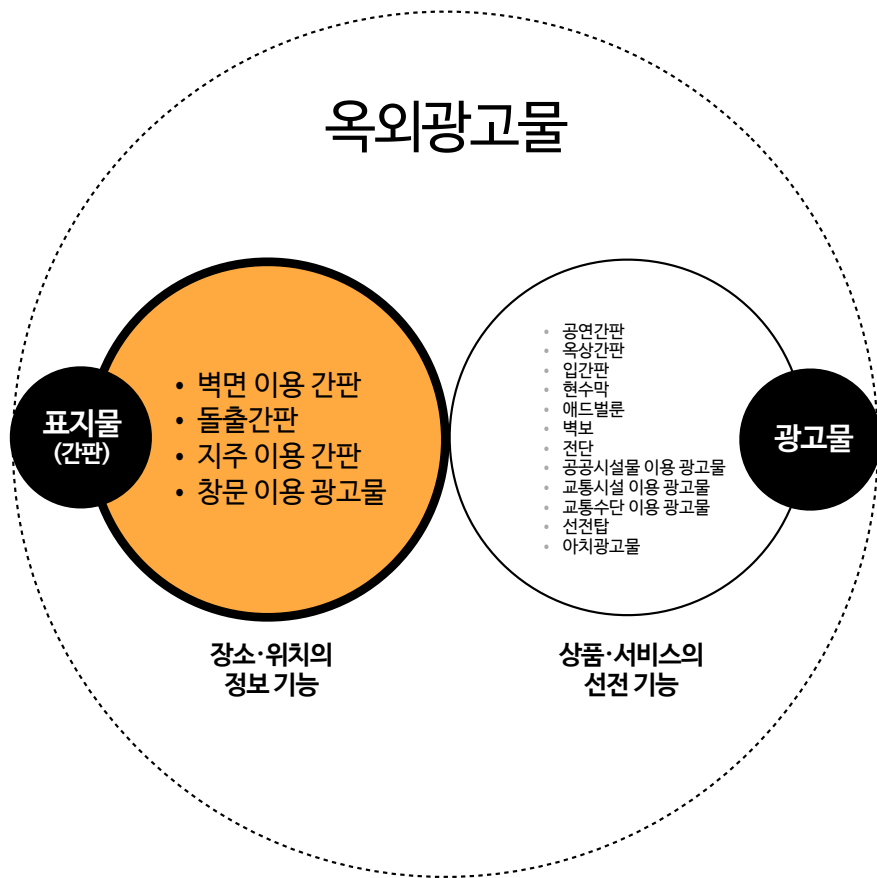 옥외광고물
표지물
(간판)
• 벽면 이용 간판
• 돌출간판
• 지주 이용 간판
• 창문 이용 광고물
장소·위치의
정보 기능
• 공연간판
• 옥상간판
• 입간판
• 현수막
• 애드벌룬
• 벽보
• 전단
• 공공시설물 이용 광고물
• 교통시설 이용 광고물
• 교통수단 이용 광고물
• 선전탑
• 아치광고물
광고물
상품·서비스의
선전 기능